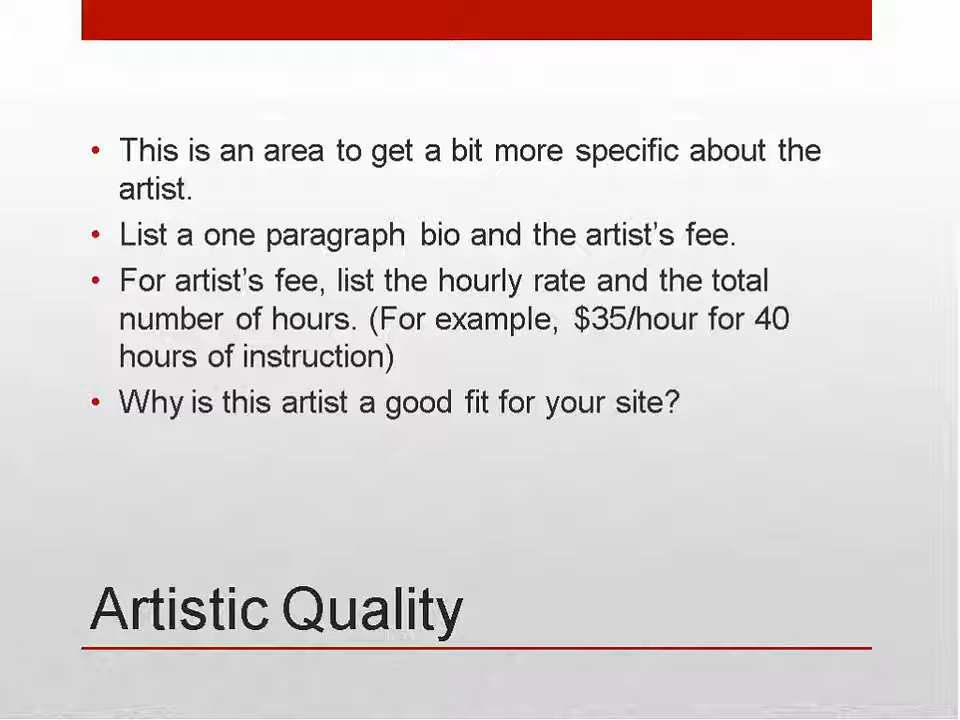 • This is an area to get a bit more specific about the
artist.
• List a one paragraph bio and the artist’s fee.
• For artist’s fee, list the hourly rate and the total
number of hours. (For example, $35/hour for 40
hours of instruction)
• Why is this artist a good fit for your site?
Artistic Quality